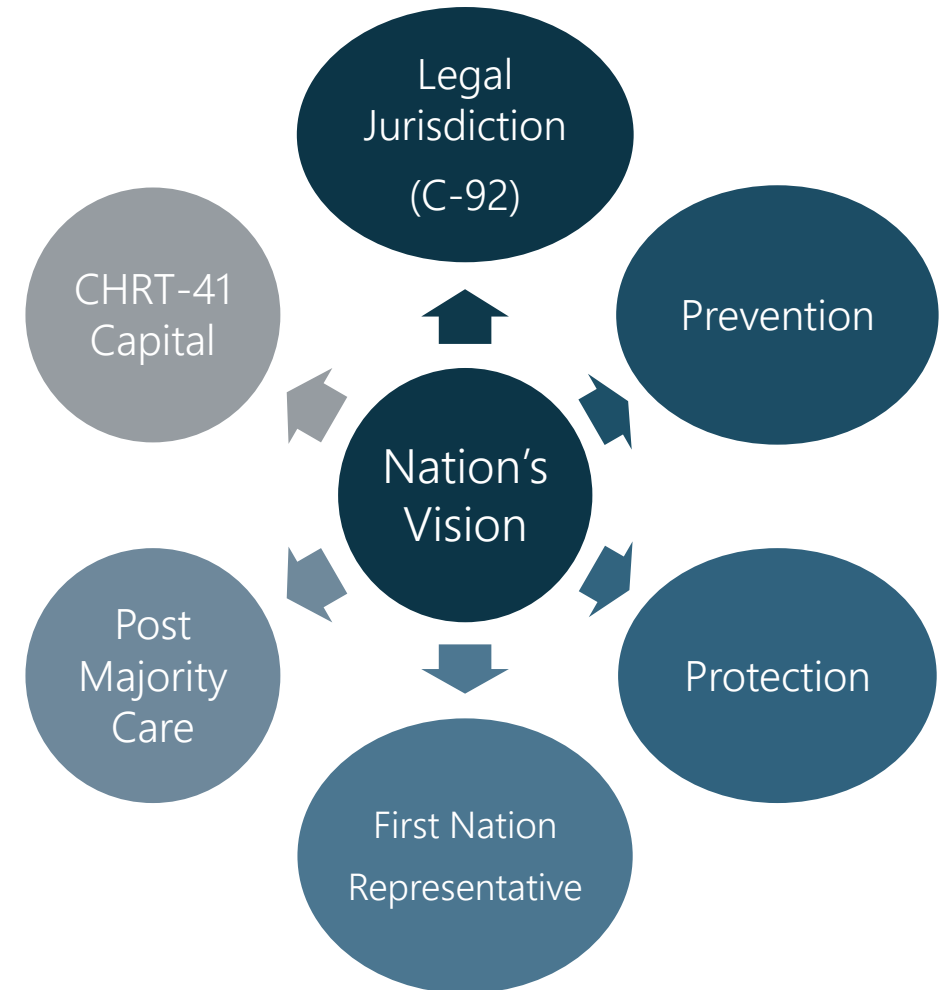 Legal
Jurisdiction
(C-92)
Prevention
Protection
First Nation
Representative
Post
Majority
Care
CHRT-41
Capital
Nation’s
Vision